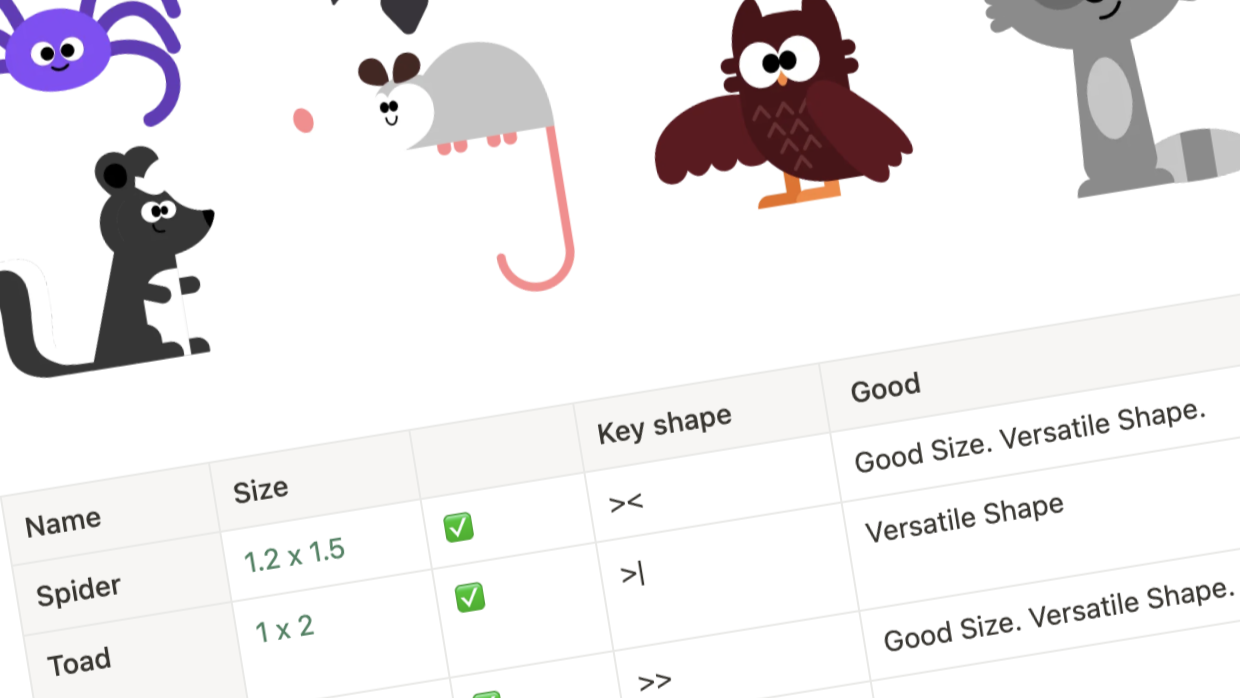 Name Size Key shape Good
Spider 1.2 x 1.5 ✅ >< Good Size. Versatile Shape.
Toad 1 x 2 ✅ >| Versatile Shape
✅ >> Good Size. Versatile Shape.